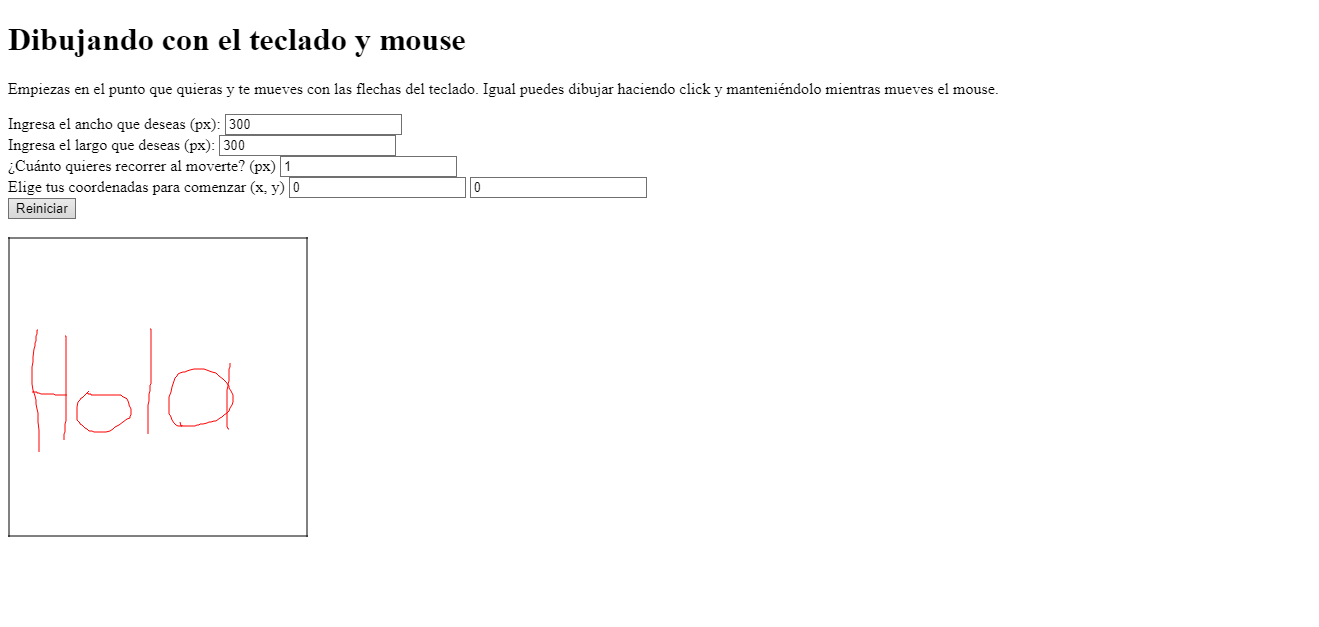 Dibujando con el teclado y mouse
Empiezas en el punto que quieras y te mueves con las flechas del teclado. Igual puedes dibujar haciendo click y manteniéndolo mientras mueves el mouse.
Ingresa el ancho que deseas (px): 300
Ingresa el largo que deseas (px): 300
¿Cuánto quieres recorrer al moverte? (px) 1
Elige tus coordenadas para comenzar (x, y) 0 0
Reiniciar
Hola